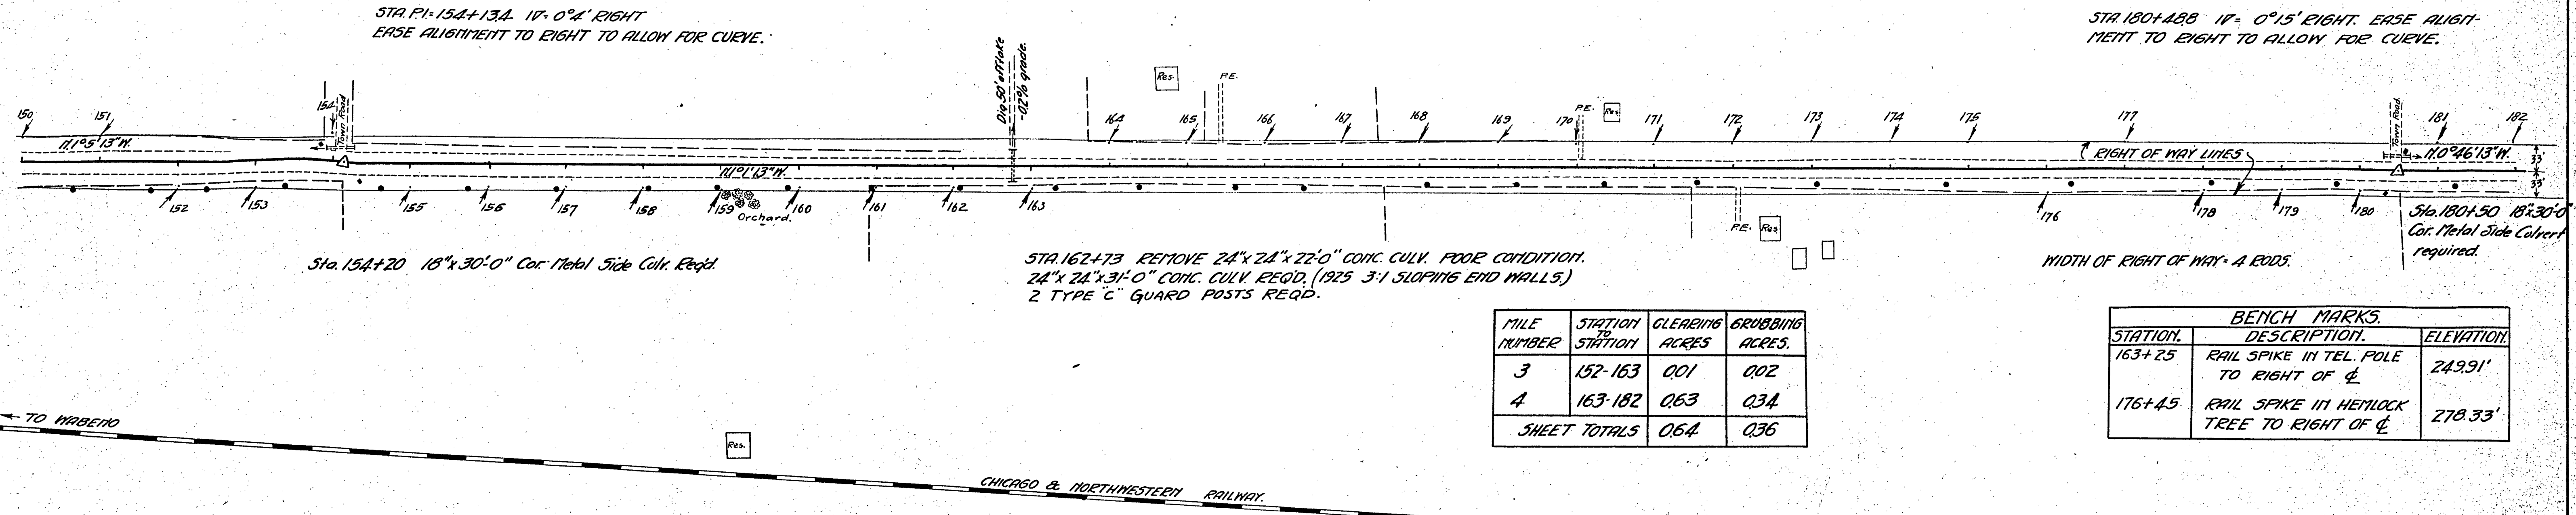 STA. P.I.=154+13.4 I∇=0°4' RIGHT
EASE ALIGNMENT TO RIGHT TO ALLOW FOR CURVE.
STA. 180+48.8 I∇= 0°15' RIGHT. EASE ALIGN-
MENT TO RIGHT TO ALLOW FOR CURVE.
Dig 50' offtake
-0.2% grade.
Res.
P.E.
P.E.
Res.
150
151
154
Town Road
164
165
166
167
168
169
170
171
172
173
174
175
177
Town Road.
181
182
N.1°5'13"W.
N.1°1'13"W.
RIGHT OF WAY LINES
N.0°46'13"W.
33'
33'
152
153
155
156
157
158
159
Orchard.
160
161
162
163
P.E.
Res.
176
178
179
180
Sta. 154+20 18"x30'-0" Cor. Metal Side Culv. Req'd.
STA. 162+73 REMOVE 24"x24"x22'-0" CONC. CULV. POOR CONDITION.
24"x24"x31'-0" CONC. CULV. REQ'D. (1925 3:1 SLOPING END WALLS.)
2 TYPE "C" GUARD POSTS REQ'D.
Sta. 180+50 18"x30'-0"
Cor. Metal Side Culvert
required.
WIDTH OF RIGHT OF WAY= 4 RODS.
MILE NUMBER STATION TO STATION CLEARING ACRES GRUBBING ACRES.
3 152-163 0.01 0.02
4 163-182 0.63 0.34
SHEET TOTALS 0.64 0.36
BENCH MARKS.
STATION. DESCRIPTION. ELEVATION.
163+25 RAIL SPIKE IN TEL. POLE TO RIGHT OF ℄ 249.91'
176+45 RAIL SPIKE IN HEMLOCK TREE TO RIGHT OF ℄ 278.33'
TO WABENO
Res.
CHICAGO & NORTHWESTERN RAILWAY.